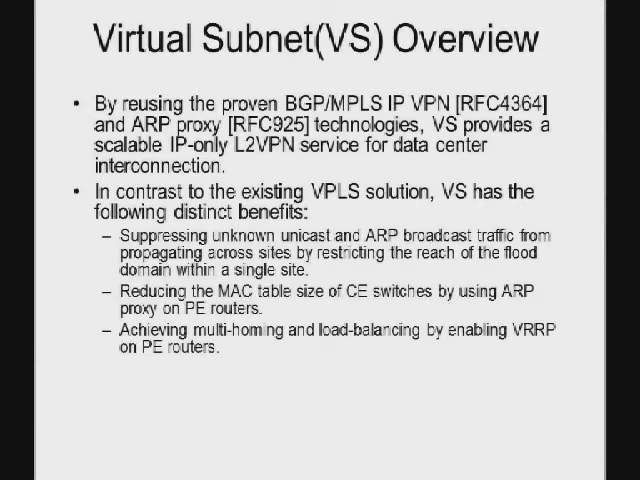 Virtual Subnet(VS) Overview
• By reusing the proven BGP/MPLS IP VPN [RFC4364]
and ARP proxy [RFC925] technologies, VS provides a
scalable IP-only L2VPN service for data center
interconnection.
• In contrast to the existing VPLS solution, VS has the
following distinct benefits:
– Suppressing unknown unicast and ARP broadcast traffic from
propagating across sites by restricting the reach of the flood
domain within a single site.
– Reducing the MAC table size of CE switches by using ARP
proxy on PE routers.
– Achieving multi-homing and load-balancing by enabling VRRP
on PE routers.